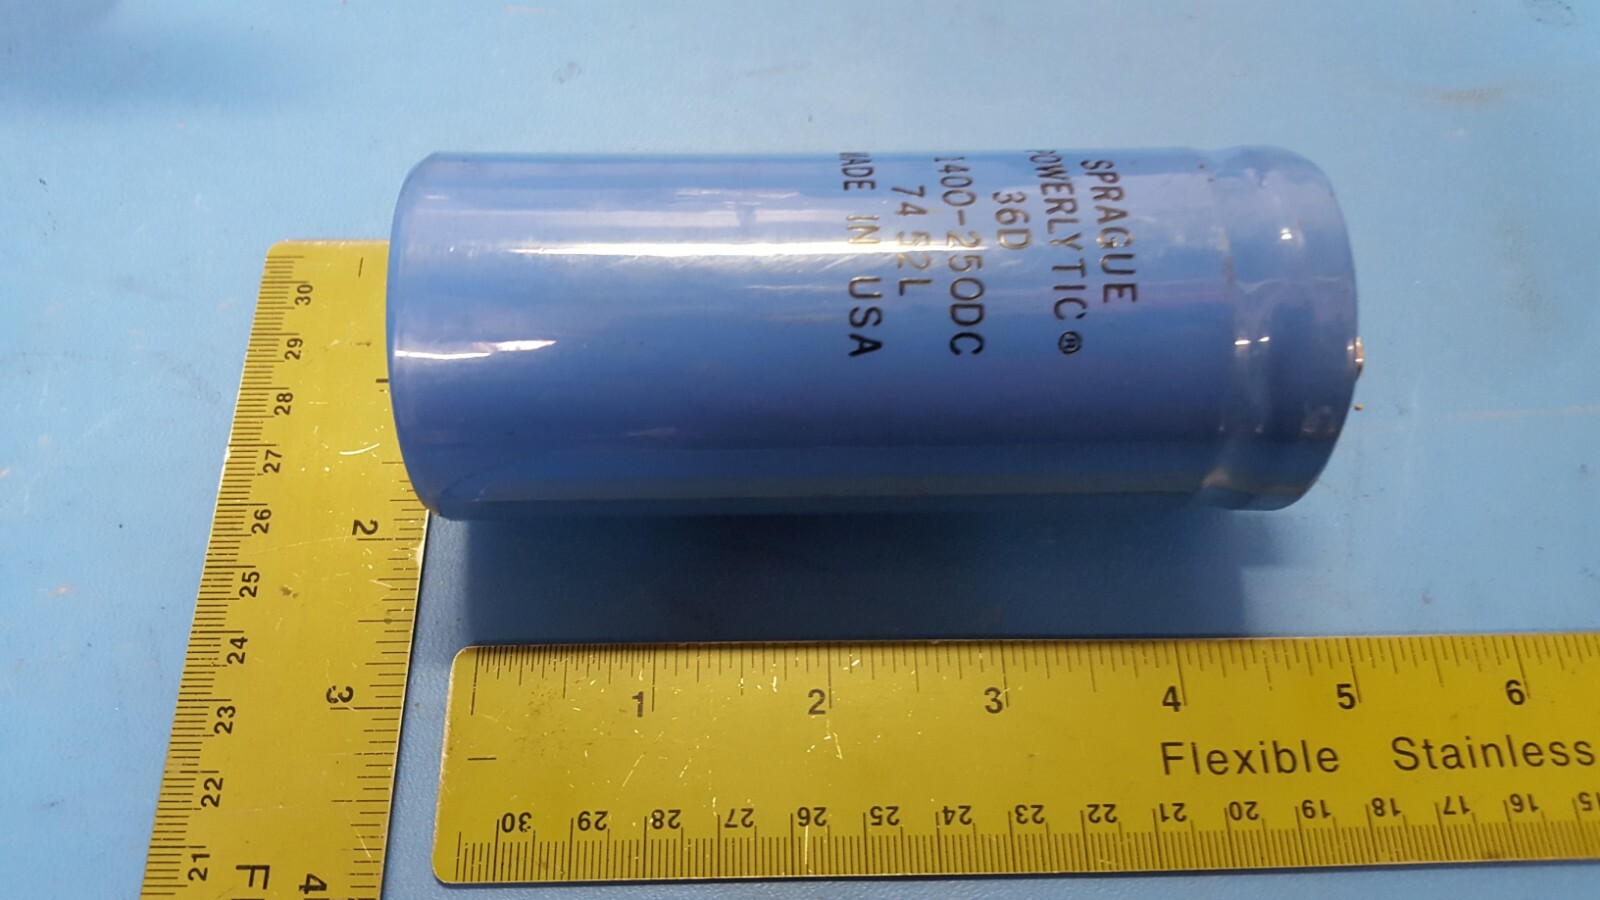 SPRAGUE
POWERLYTIC®
36D
1400-250DC
7452L
MADE IN USA
30
29
28
27
26
25
24
23
22
21
1
2
3
4
F
1 2 3 4 5 6
Flexible Stainless
30 29 28 27 26 25 24 23 22 21 20 19 18 17 16 15